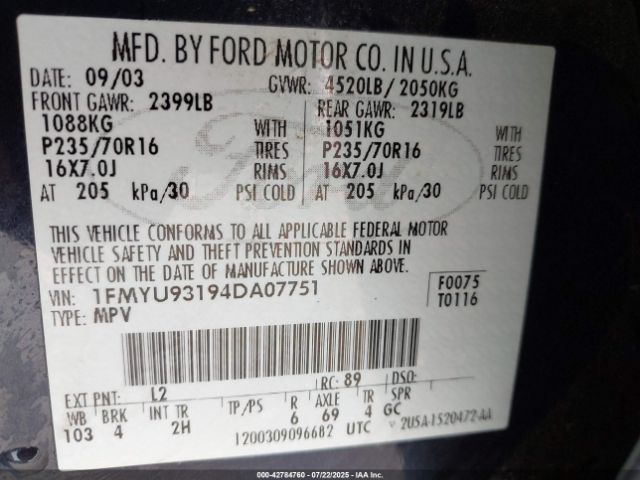 MFD. BY FORD MOTOR CO. IN U.S.A.
DATE: 09/03 GVWR: 4520LB/ 2050KG
FRONT GAWR: 2399LB REAR GAWR: 2319LB
1088KG WITH 1051KG WITH
P235/70R16 TIRES P235/70R16 TIRES
16X7.0J RIMS 16X7.0J RIMS
AT 205 kPa/30 PSI COLD AT 205 kPa/30 PSI COLD
Ford
THIS VEHICLE CONFORMS TO ALL APPLICABLE FEDERAL MOTOR
VEHICLE SAFETY AND THEFT PREVENTION STANDARDS IN
EFFECT ON THE DATE OF MANUFACTURE SHOWN ABOVE.
VIN: 1FMYU93194DA07751 F0075
TYPE: MPV T0116
EXT PNT: L2 RC: 89 DSO:
WB BRK INT TR TP/PS R AXLE TR SPR
103 4 2H 6 69 4 GC
1200309096682 UTC 2U5A-1520472-AA
000-42784760 - 07/22/2025 - IAA.COM